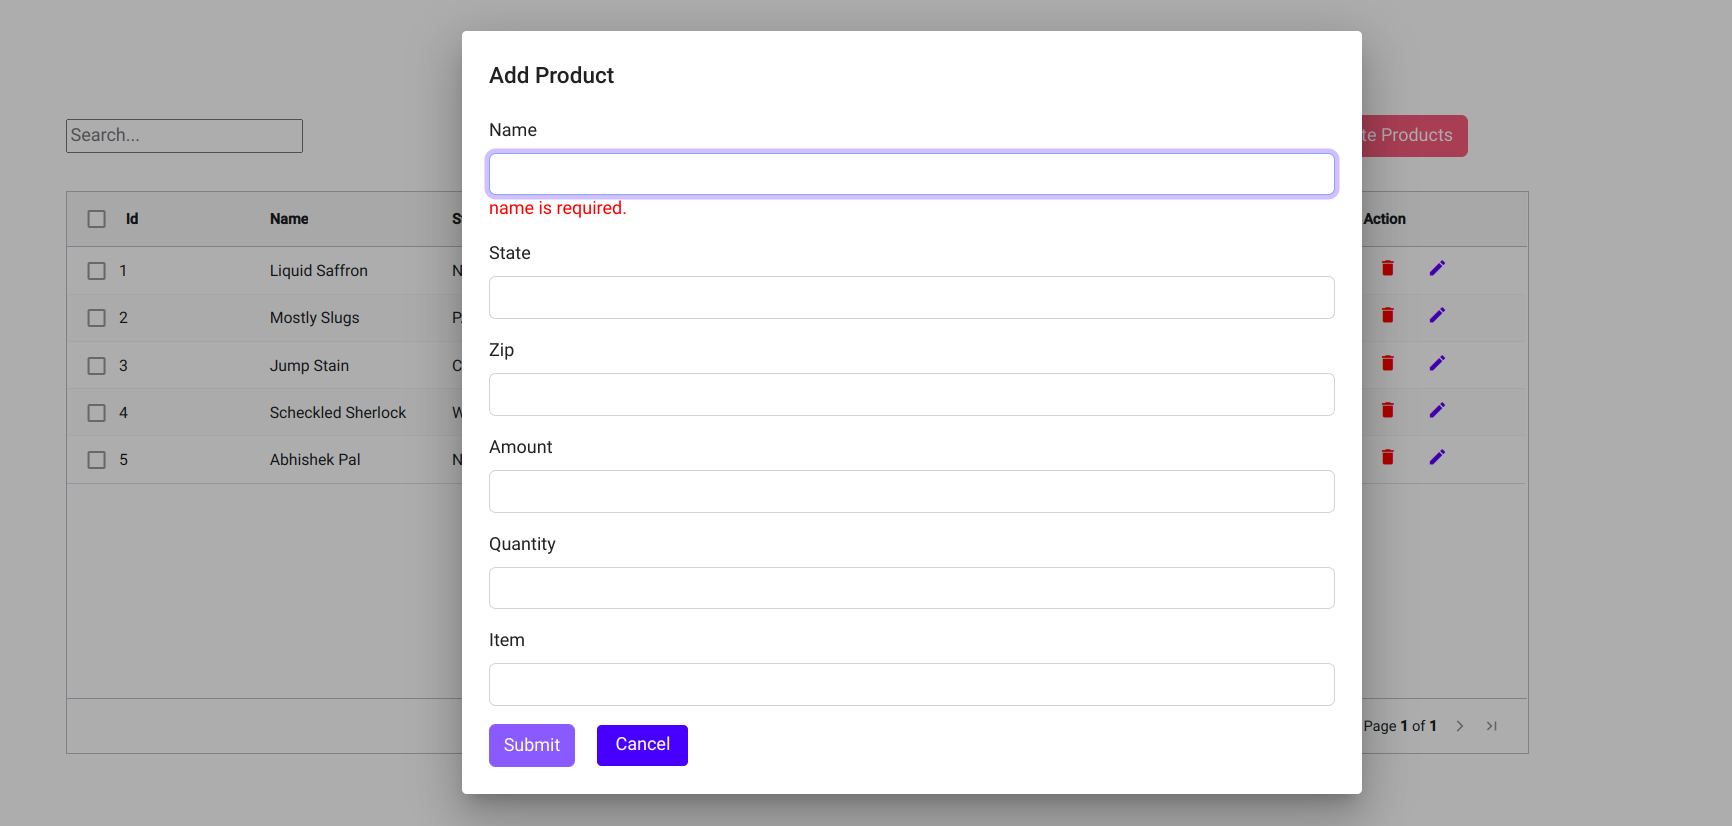 Add Product
Name
name is required.
State
Zip
Amount
Quantity
Item
Submit Cancel
Search...
Products
Id Name Action
1 Liquid Saffron
2 Mostly Slugs
3 Jump Stain
4 Scheckled Sherlock
5 Abhishek Pal
Page 1 of 1